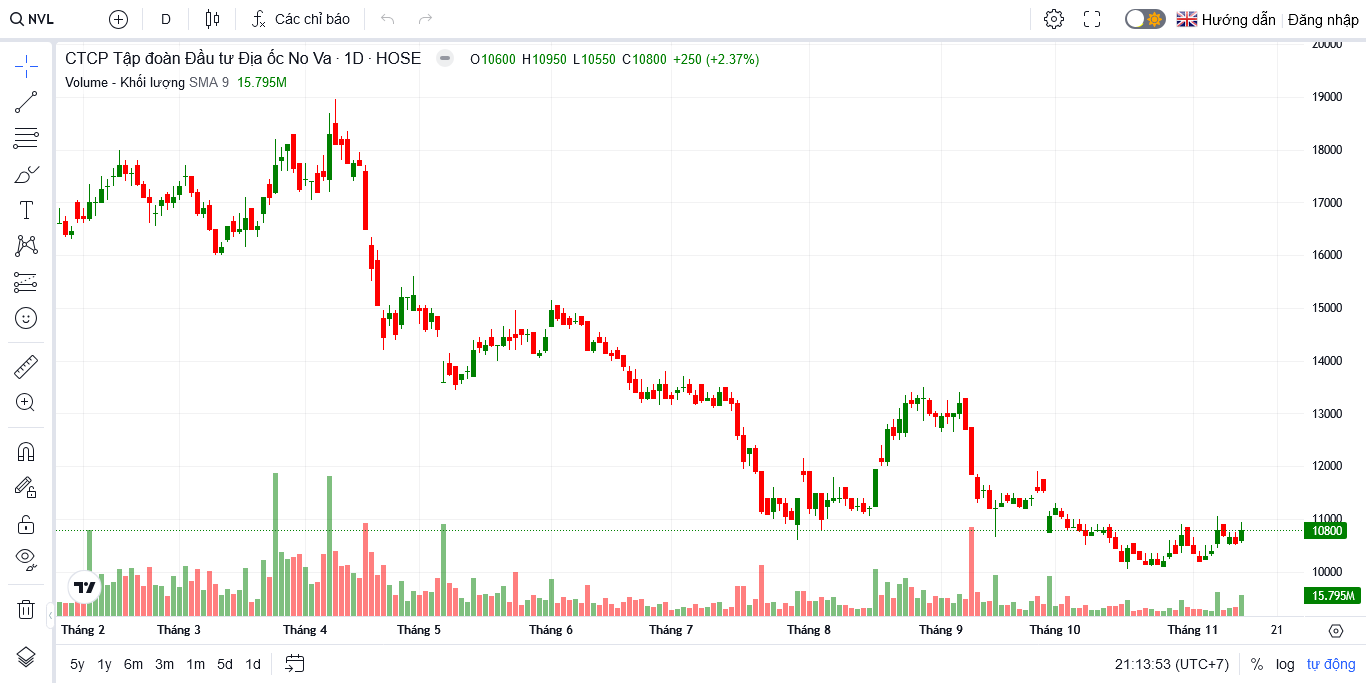 NVL D Các chỉ báo Hướng dẫn Đăng nhập
CTCP Tập đoàn Đầu tư Địa ốc No Va · 1D · HOSE O10600 H10950 L10550 C10800 +250 (+2.37%)
Volume - Khối lượng SMA 9 15.795M
20000
19000
18000
17000
16000
15000
14000
13000
12000
11000
10800
10000
15.795M
Tháng 2 Tháng 3 Tháng 4 Tháng 5 Tháng 6 Tháng 7 Tháng 8 Tháng 9 Tháng 10 Tháng 11 21
5y 1y 6m 3m 1m 5d 1d 21:13:53 (UTC+7) % log tự động